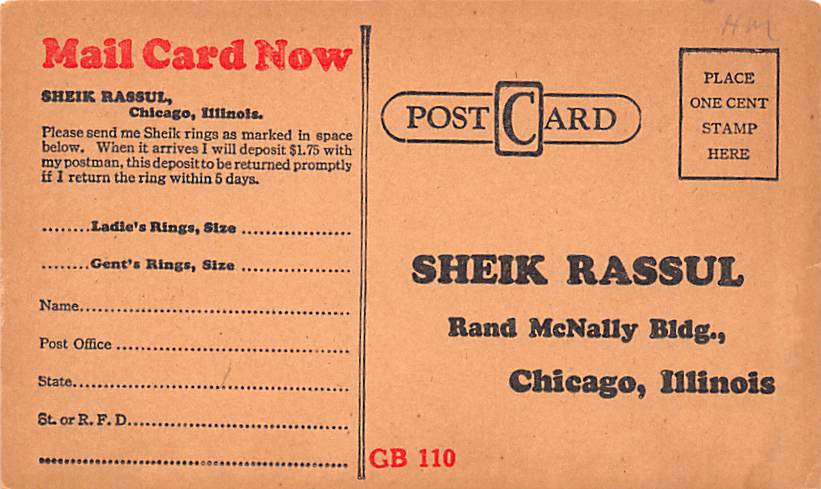 Mail Card Now
SHEIK RASSUL,
Chicago, Illinois.
Please send me Sheik rings as marked in space
below. When it arrives I will deposit $1.75 with
my postman, this deposit to be returned promptly
if I return the ring within 5 days.
........Ladie's Rings, Size ....................
........Gent's Rings, Size ....................
Name..................................................
Post Office ...........................................
State....................................................
St. or R. F. D..........................................
GB 110
HM
POST CARD
PLACE
ONE CENT
STAMP
HERE
SHEIK RASSUL
Rand McNally Bldg.,
Chicago, Illinois